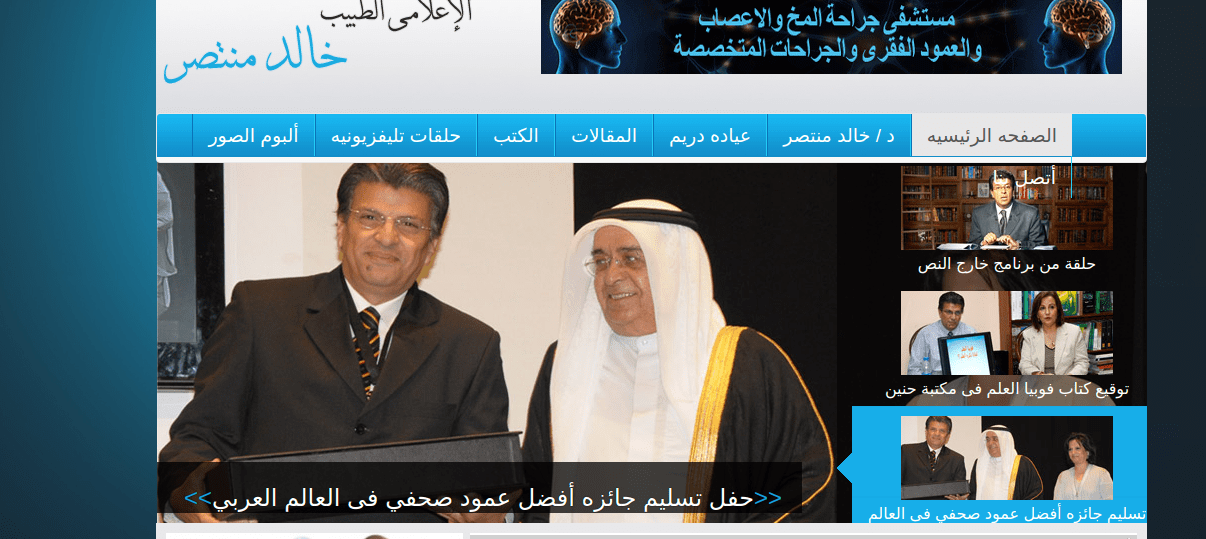 الإعلامى الطبيب
خالد منتصر
مستشفى جراحة المخ والاعصاب
والعمود الفقرى والجراحات المتخصصة
الصفحه الرئيسيه
د / خالد منتصر
عياده دريم
المقالات
الكتب
حلقات تليفزيونيه
ألبوم الصور
أتصل بنا
حلقة من برنامج خارج النص
توقيع كتاب فوبيا العلم فى مكتبة حنين
تسليم جائزه أفضل عمود صحفي فى العالم
<<حفل تسليم جائزه أفضل عمود صحفي فى العالم العربي>>